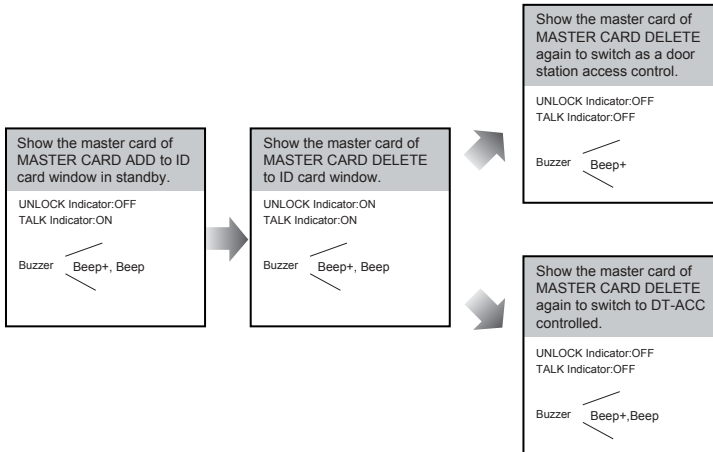 Show the master card of
MASTER CARD ADD to ID
card window in standby.
UNLOCK Indicator:OFF
TALK Indicator:ON
Buzzer
Beep+, Beep
Show the master card of
MASTER CARD DELETE
to ID card window.
UNLOCK Indicator:ON
TALK Indicator:ON
Buzzer
Beep+, Beep
Show the master card of
MASTER CARD DELETE
again to switch as a door
station access control.
UNLOCK Indicator:OFF
TALK Indicator:OFF
Buzzer
Beep+
Show the master card of
MASTER CARD DELETE
again to switch to DT-ACC
controlled.
UNLOCK Indicator:OFF
TALK Indicator:OFF
Buzzer
Beep+,Beep